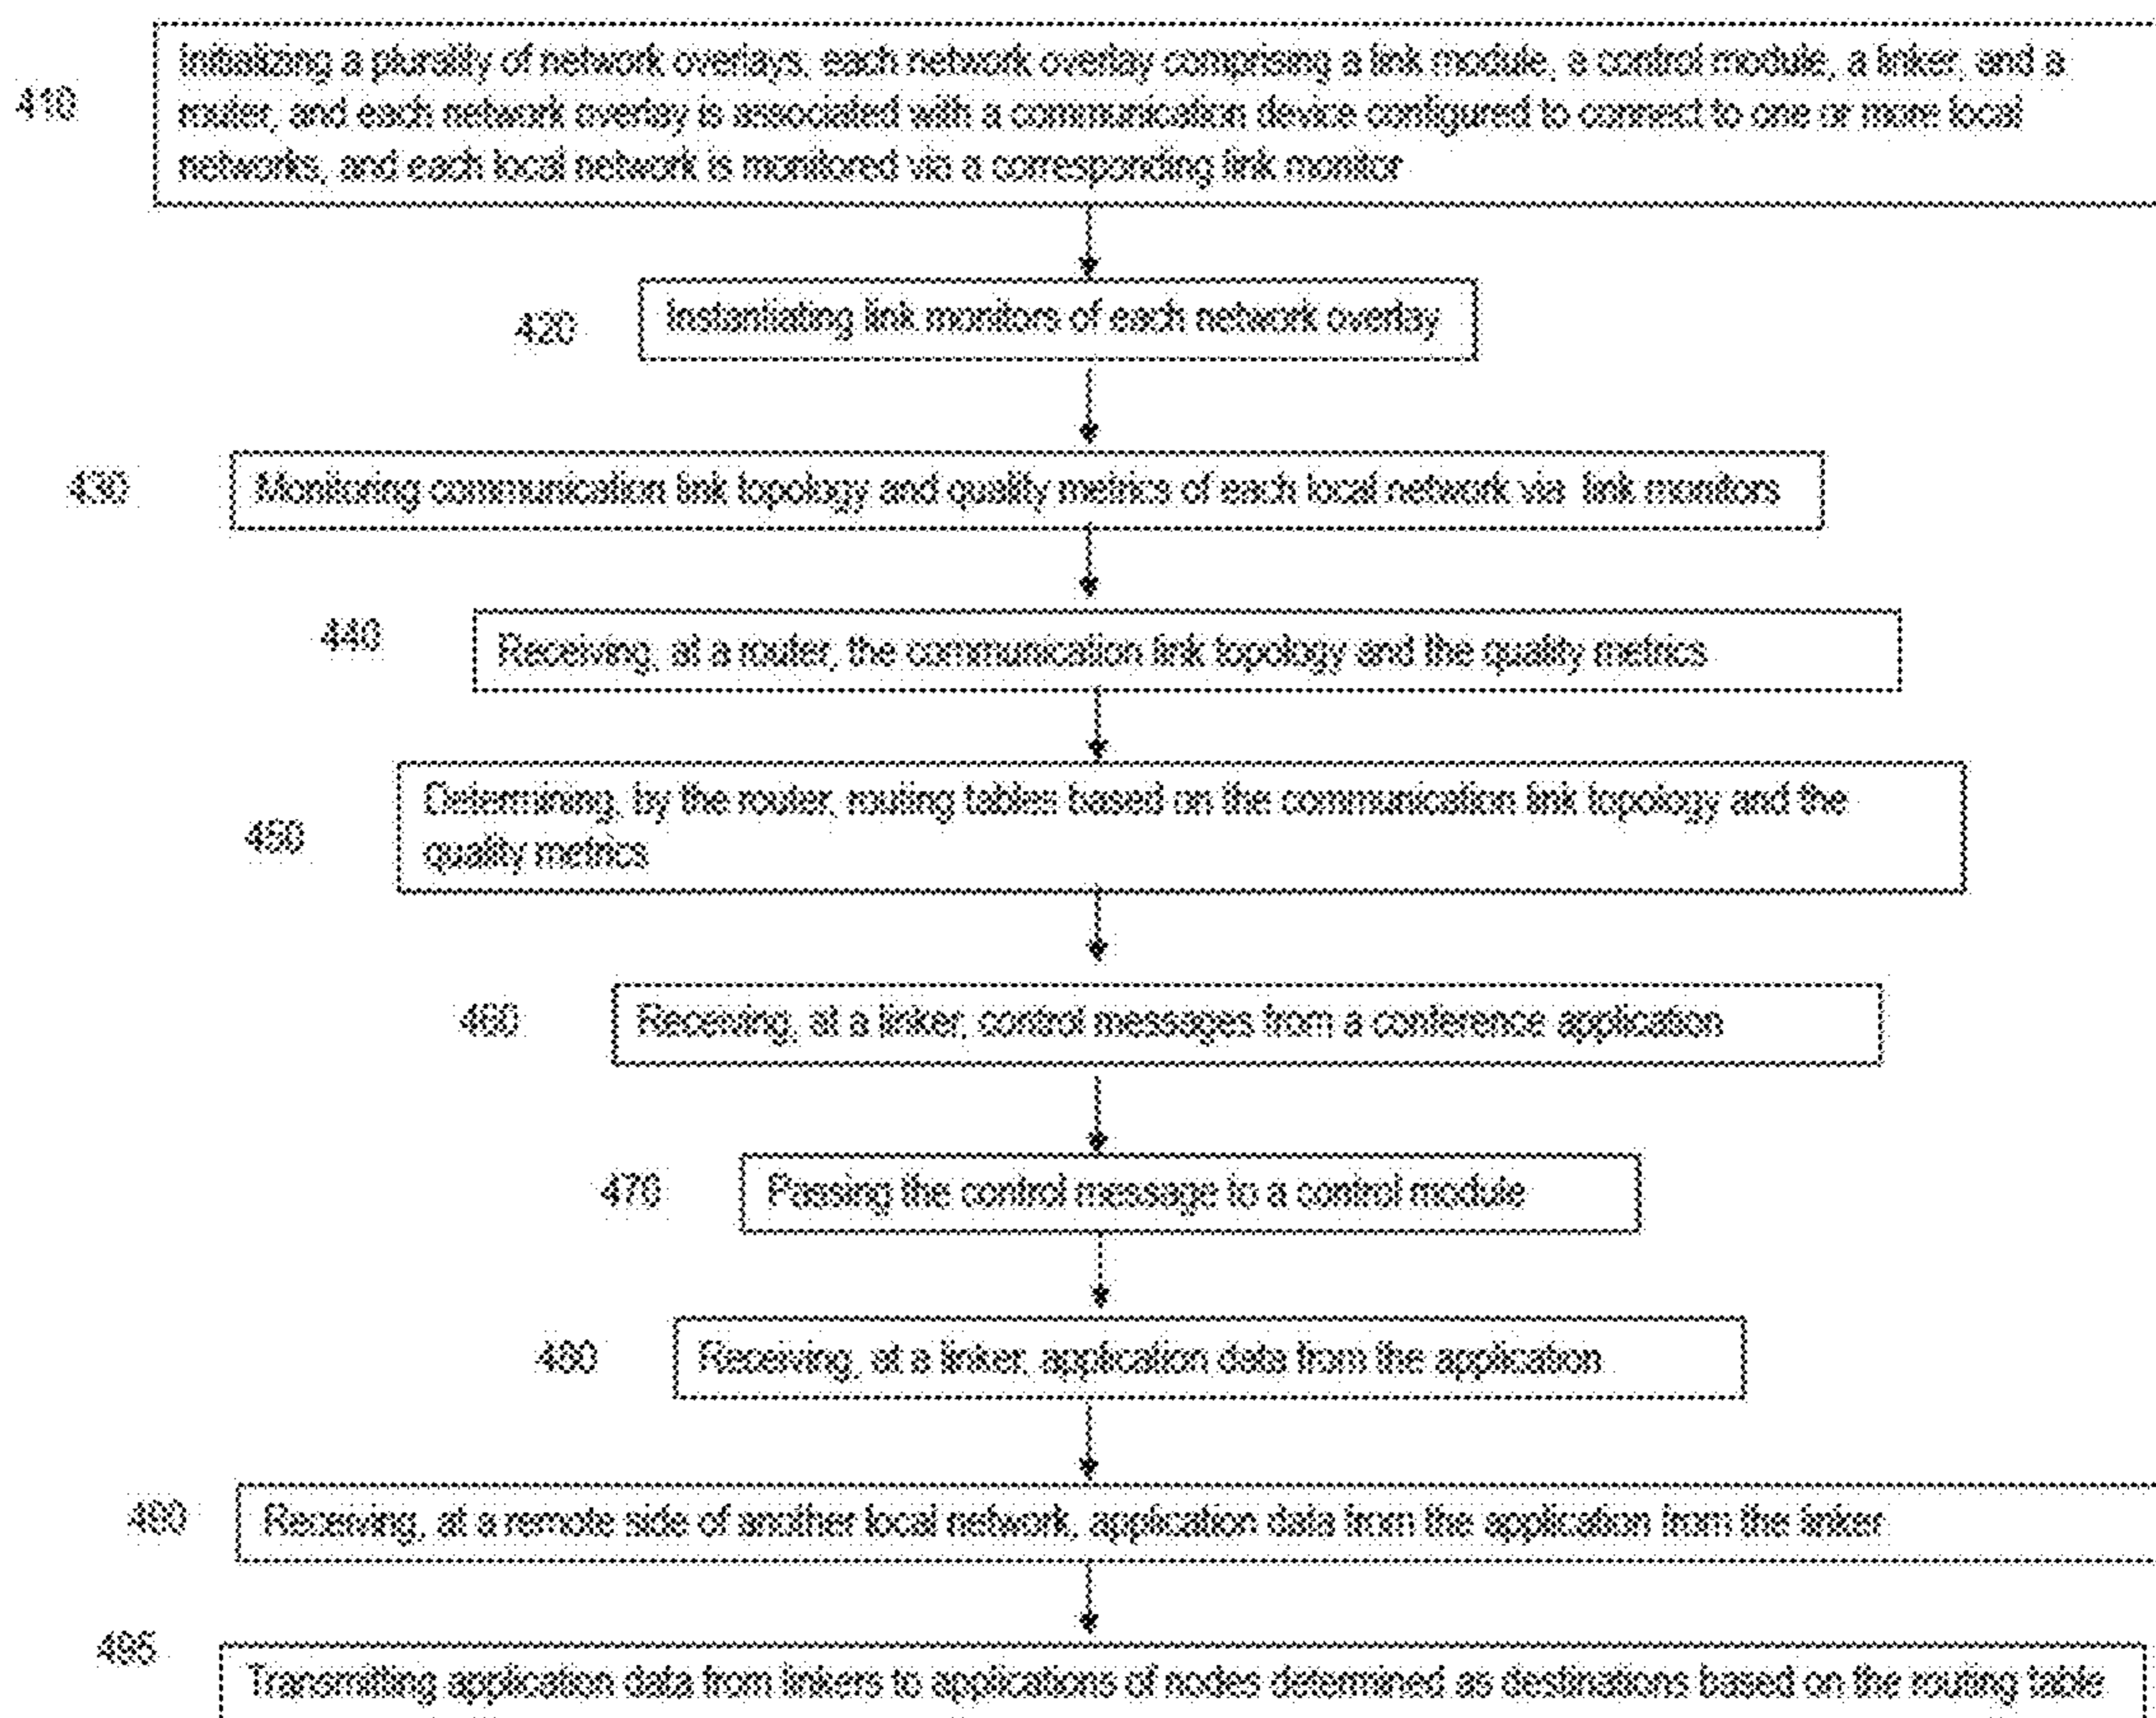 410
Initializing a plurality of network overlays, each network overlay comprising a link module, a control module, a linker, and a
router, and each network overlay is associated with a communication device configured to connect to one or more local
networks, and each local network is monitored via a corresponding link monitor
420
Instantiating link monitors of each network overlay
430
Monitoring communication link topology and quality metrics of each local network via link monitors
440
Receiving, at a router, the communication link topology and the quality metrics
450
Determining, by the router, routing tables based on the communication link topology and the
quality metrics
460
Receiving, at a linker, control messages from a conference application
470
Passing the control message to a control module
480
Receiving, at a linker, application data from the application
490
Receiving, at a remote side of another local network, application data from the application from the linker
495
Transmitting application data from linkers to applications of nodes determined as destinations based on the routing table